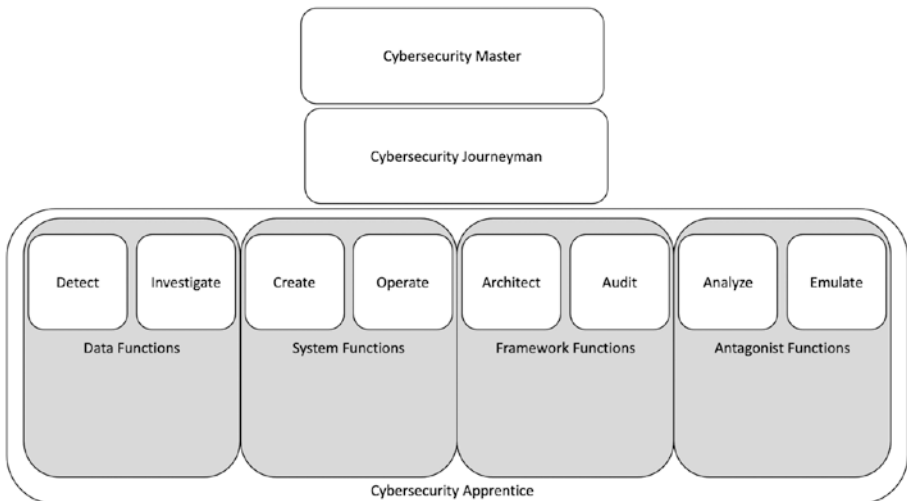 Cybersecurity Master
Cybersecurity Journeyman
Detect
Investigate
Create
Operate
Architect
Audit
Analyze
Emulate
Data Functions
System Functions
Framework Functions
Antagonist Functions
Cybersecurity Apprentice